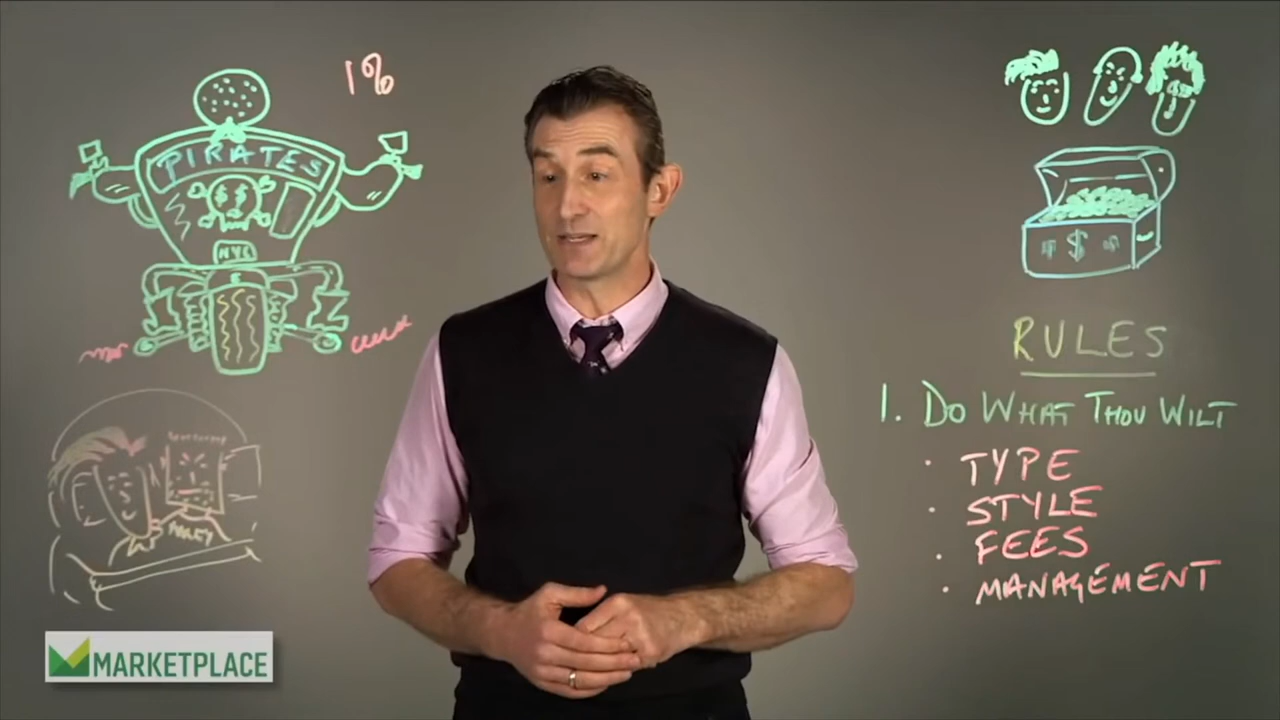 1%
PIRATES
$ $
NYC
$
RULES
1. DO WHAT THOU WILT
· TYPE
· STYLE
· FEES
· MANAGEMENT
MARKETPLACE